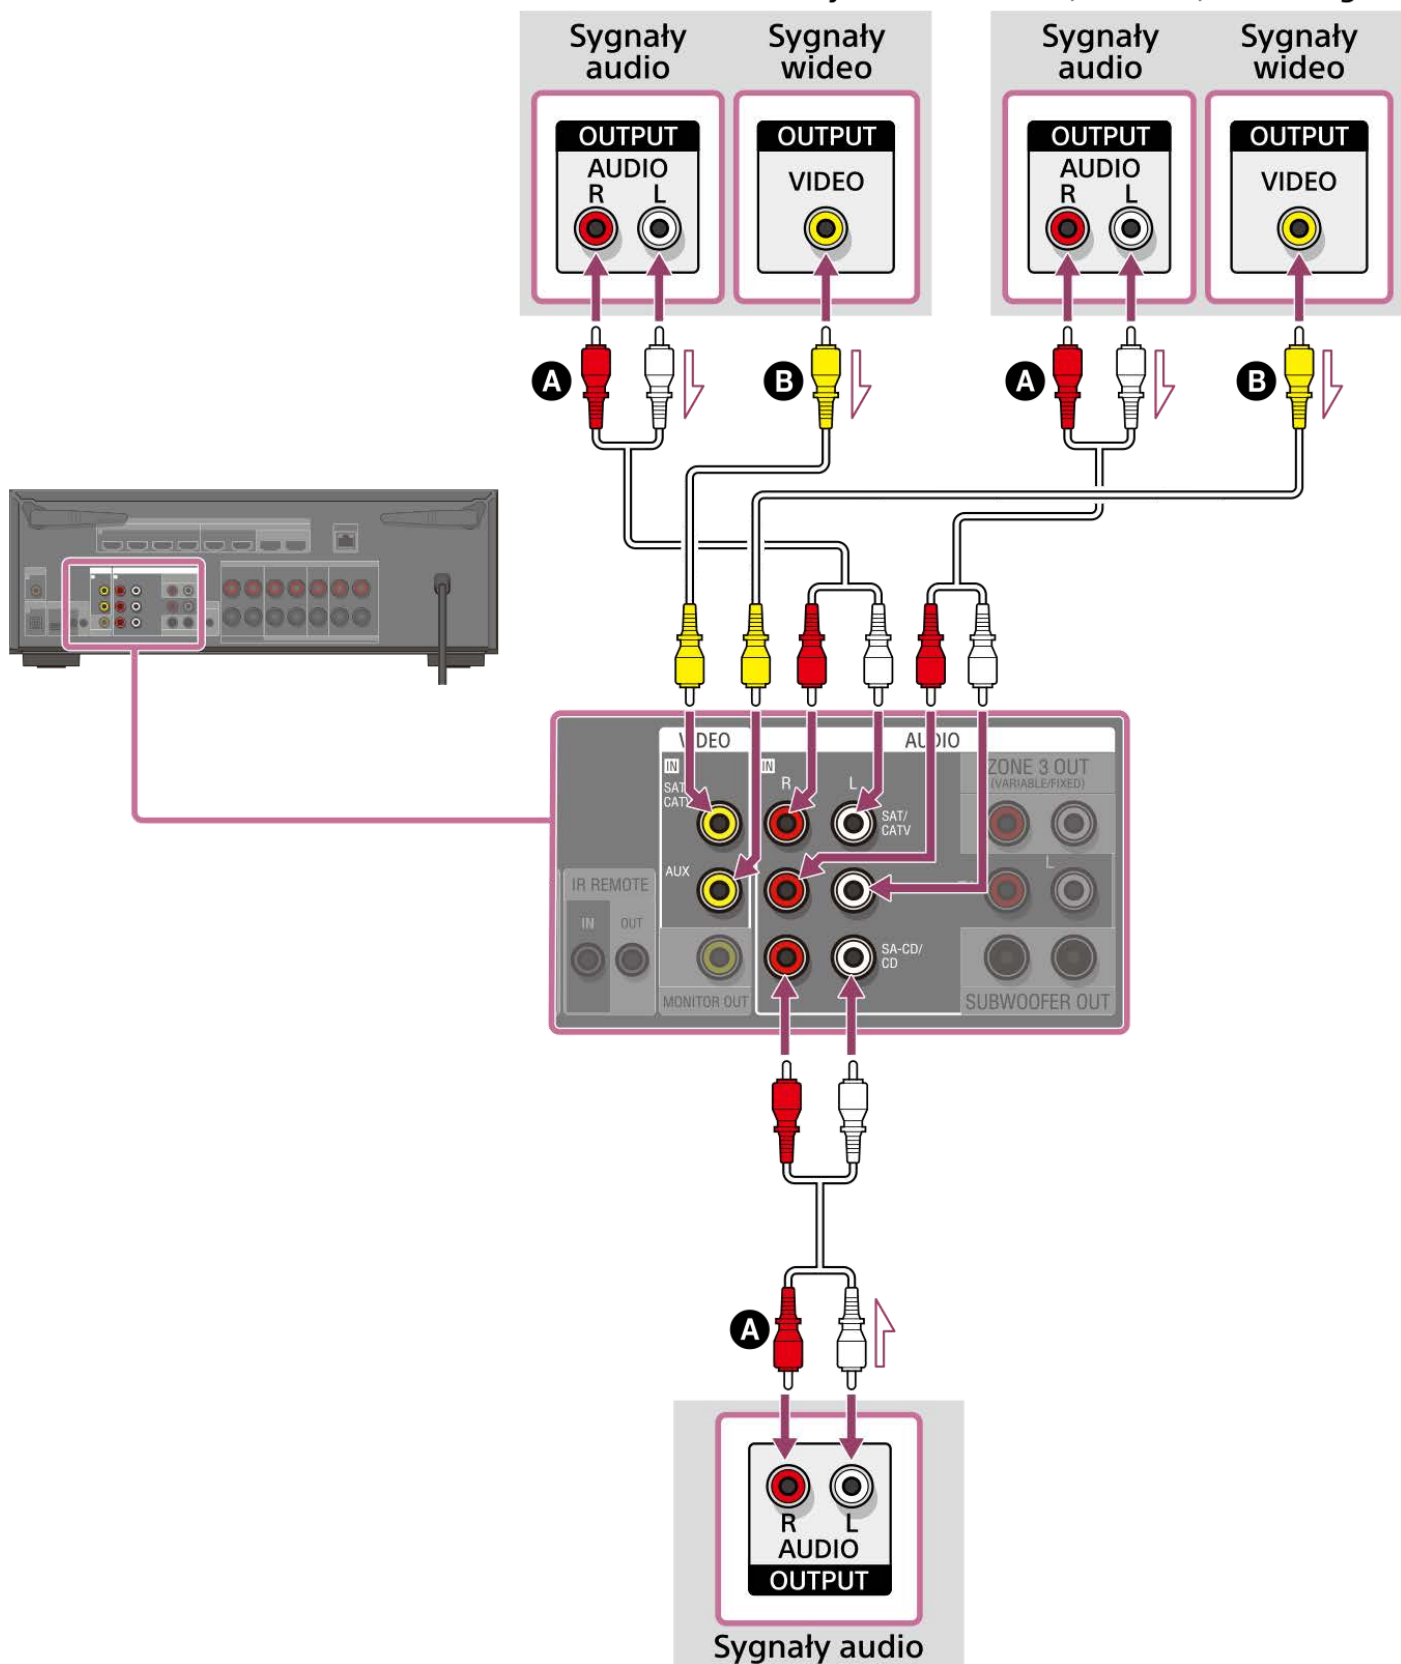 Sygnały
audio
Sygnały
wideo
Sygnały
audio
Sygnały
wideo
OUTPUT
AUDIO
R L
OUTPUT
VIDEO
OUTPUT
AUDIO
R L
OUTPUT
VIDEO
A
B
A
B
VIDEO
AUDIO
IN
IN
R
L
ZONE 3 OUT
(VARIABLE/FIXED)
SAT/
CATV
AUX
L
IR REMOTE
IN
OUT
SA-CD/
CD
MONITOR OUT
SUBWOOFER OUT
A
R L
AUDIO
OUTPUT
Sygnały audio